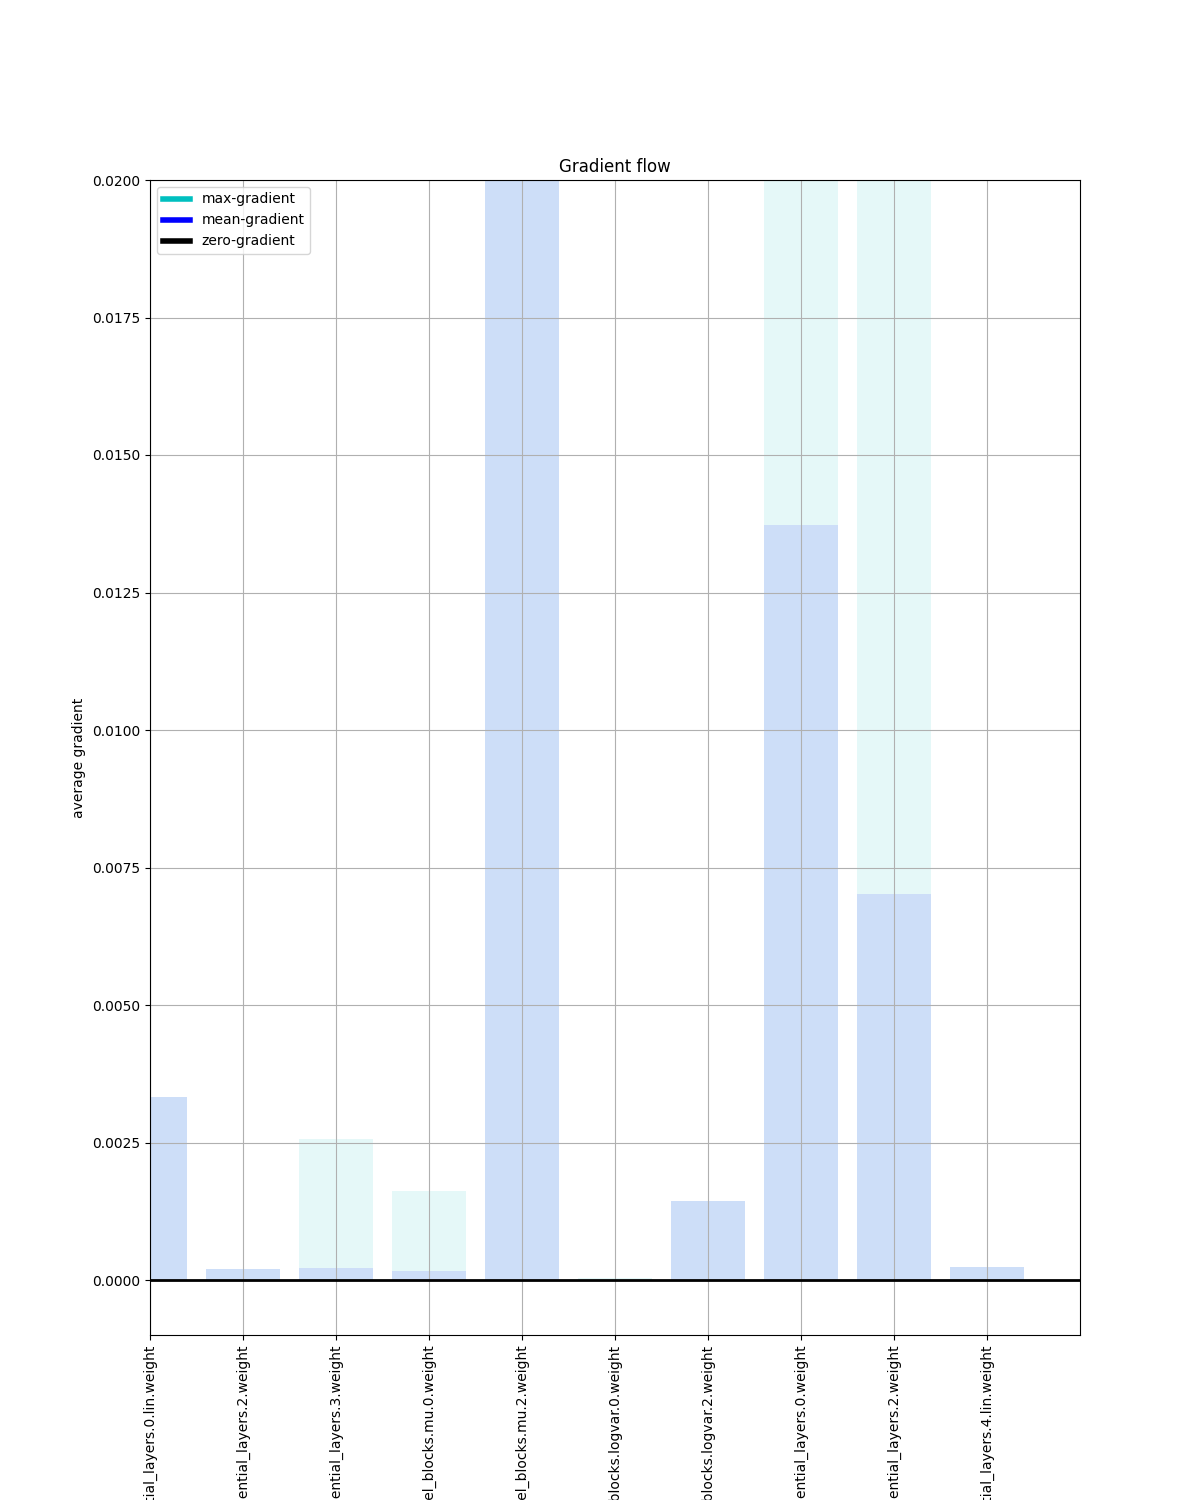 Gradient flow
max-gradient
mean-gradient
zero-gradient
average gradient
0.0200
0.0175
0.0150
0.0125
0.0100
0.0075
0.0050
0.0025
0.0000
tial_layers.0.lin.weight
ential_layers.2.weight
ential_layers.3.weight
el_blocks.mu.0.weight
el_blocks.mu.2.weight
blocks.logvar.0.weight
blocks.logvar.2.weight
ential_layers.0.weight
ential_layers.2.weight
tial_layers.4.lin.weight